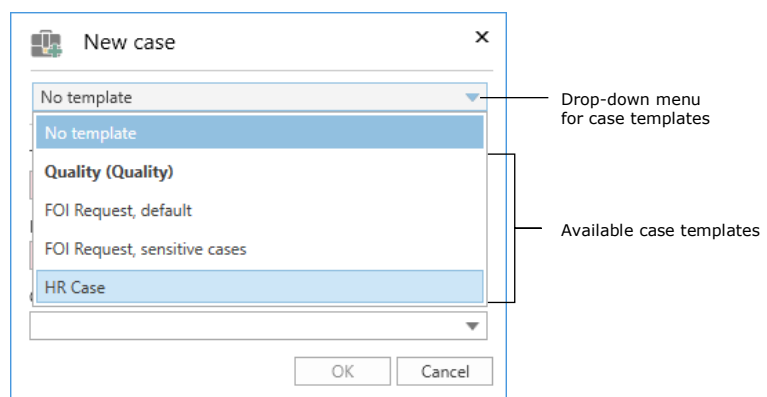 New case
No template
No template
Quality (Quality)
FOI Request, default
FOI Request, sensitive cases
HR Case
OK
Cancel
Drop-down menu
for case templates
Available case templates